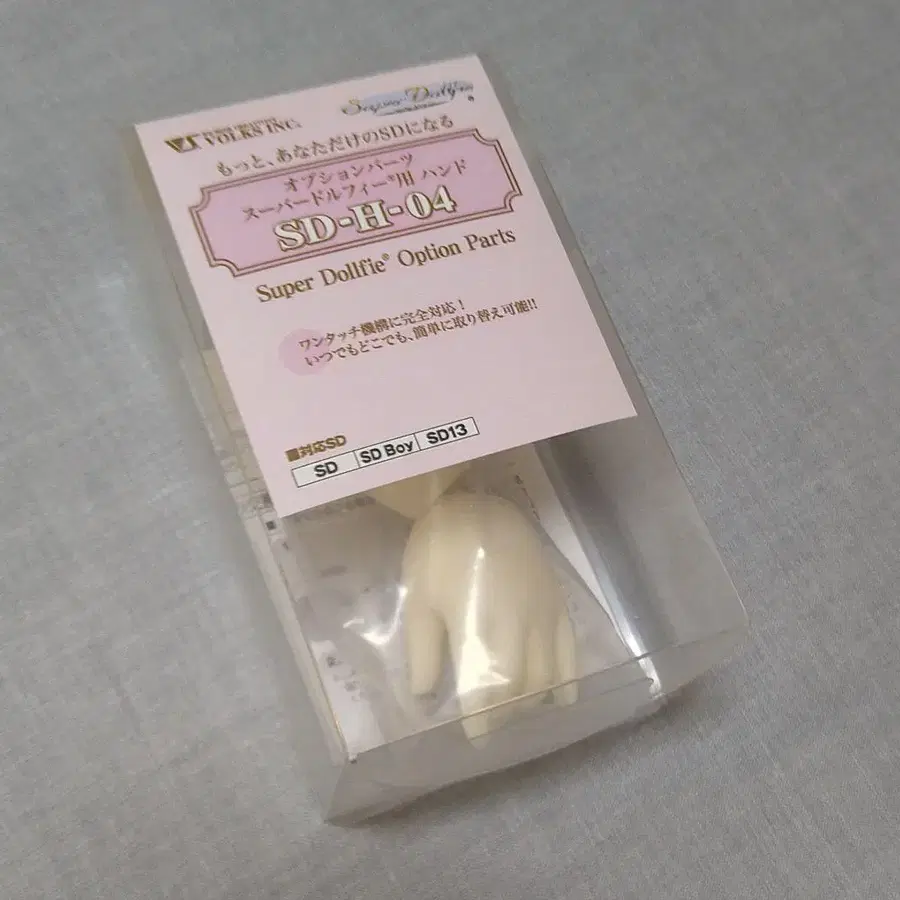 VOLKS INC.
Super Dollfie®
もっと、あなただけのSDになる
オプションパーツ
スーパードルフィー®用 ハンド
SD-H-04
Super Dollfie® Option Parts
ワンタッチ機構に完全対応！
いつでもどこでも、簡単に取り替え可能!!
■対応SD
SD SD Boy SD13